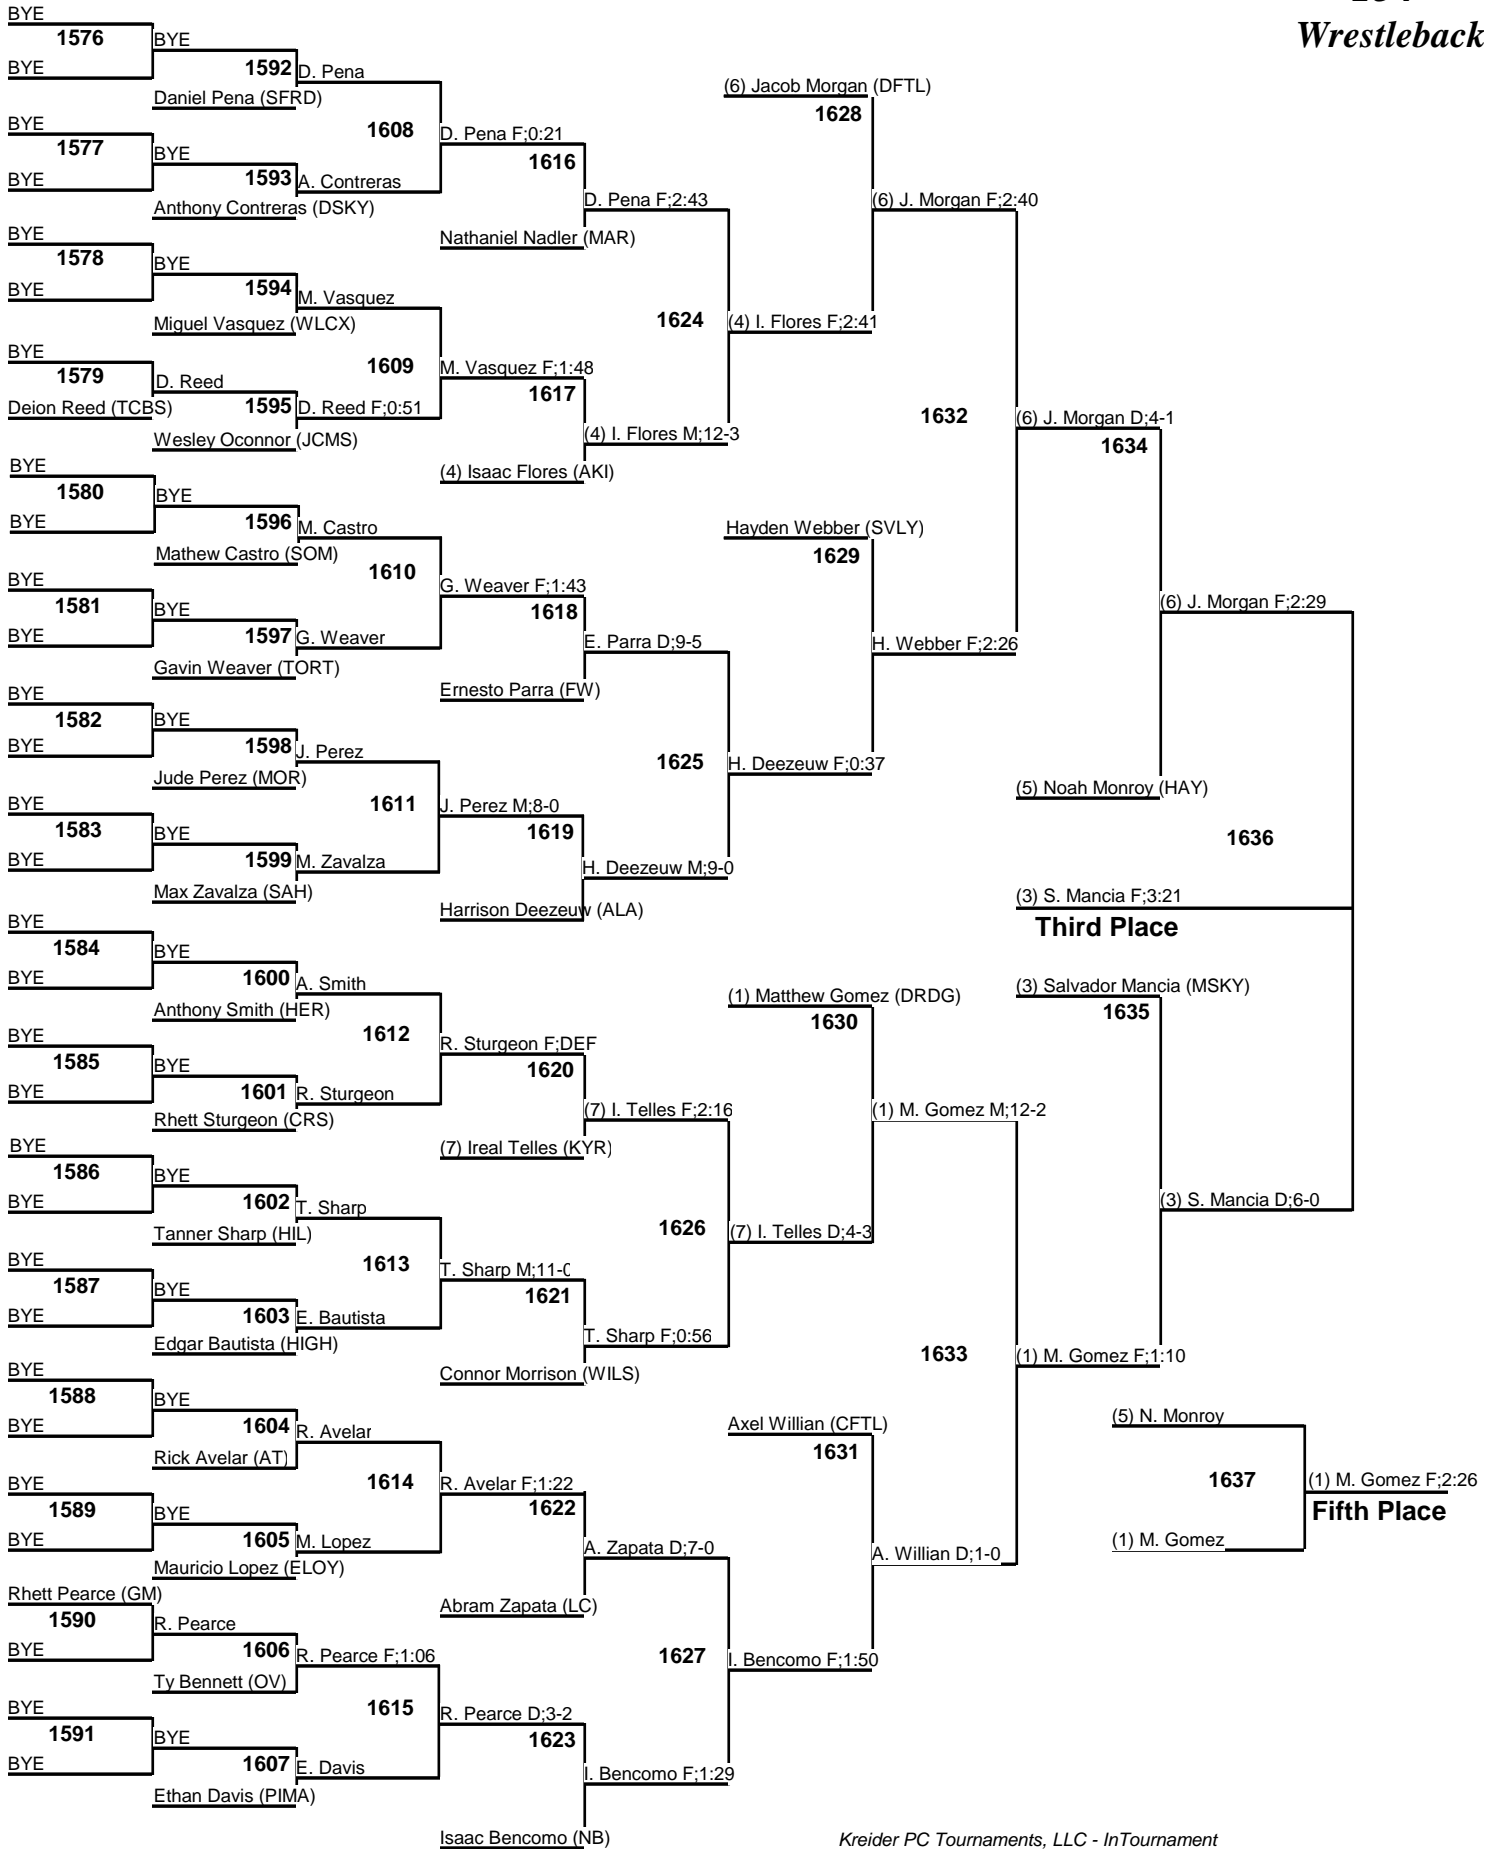 Wrestleback
BYE
1576
BYE
BYE
1592
D. Pena
Daniel Pena (SFRD)
BYE
1577
BYE
BYE
1593
A. Contreras
Anthony Contreras (DSKY)
1608
D. Pena F;0:21
1616
D. Pena F;2:43
Nathaniel Nadler (MAR)
BYE
1578
BYE
BYE
1594
M. Vasquez
Miguel Vasquez (WLCX)
BYE
1579
D. Reed
Deion Reed (TCBS)
1595
D. Reed F;0:51
Wesley Oconnor (JCMS)
1609
M. Vasquez F;1:48
1617
(4) I. Flores M;12-3
(4) Isaac Flores (AKI)
1624
(4) I. Flores F;2:41
(6) Jacob Morgan (DFTL)
1628
(6) J. Morgan F;2:40
BYE
1580
BYE
BYE
1596
M. Castro
Mathew Castro (SOM)
BYE
1581
BYE
BYE
1597
G. Weaver
Gavin Weaver (TORT)
1610
G. Weaver F;1:43
1618
E. Parra D;9-5
Ernesto Parra (FW)
BYE
1582
BYE
BYE
1598
J. Perez
Jude Perez (MOR)
BYE
1583
BYE
BYE
1599
M. Zavalza
Max Zavalza (SAH)
1611
J. Perez M;8-0
1619
H. Deezeuw M;9-0
Harrison Deezeuw (ALA)
1625
H. Deezeuw F;0:37
Hayden Webber (SVLY)
1629
H. Webber F;2:26
1632
(6) J. Morgan D;4-1
1634
(6) J. Morgan F;2:29
(5) Noah Monroy (HAY)
1636
(3) S. Mancia F;3:21
Third Place
BYE
1584
BYE
BYE
1600
A. Smith
Anthony Smith (HER)
BYE
1585
BYE
BYE
1601
R. Sturgeon
Rhett Sturgeon (CRS)
1612
R. Sturgeon F;DEF
1620
(7) I. Telles F;2:16
(7) Ireal Telles (KYR)
BYE
1586
BYE
BYE
1602
T. Sharp
Tanner Sharp (HIL)
BYE
1587
BYE
BYE
1603
E. Bautista
Edgar Bautista (HIGH)
1613
T. Sharp M;11-0
1621
T. Sharp F;0:56
Connor Morrison (WILS)
1626
(7) I. Telles D;4-3
(1) Matthew Gomez (DRDG)
1630
(1) M. Gomez M;12-2
(3) Salvador Mancia (MSKY)
1635
(3) S. Mancia D;6-0
BYE
1588
BYE
BYE
1604
R. Avelar
Rick Avelar (AT)
BYE
1589
BYE
BYE
1605
M. Lopez
Mauricio Lopez (ELOY)
1614
R. Avelar F;1:22
1622
A. Zapata D;7-0
Abram Zapata (LC)
Rhett Pearce (GM)
1590
R. Pearce
BYE
1606
R. Pearce F;1:06
Ty Bennett (OV)
BYE
1591
BYE
BYE
1607
E. Davis
Ethan Davis (PIMA)
1615
R. Pearce D;3-2
1623
I. Bencomo F;1:29
Isaac Bencomo (NB)
1627
I. Bencomo F;1:50
Axel Willian (CFTL)
1631
A. Willian D;1-0
1633
(1) M. Gomez F;1:10
(5) N. Monroy
1637
(1) M. Gomez F;2:26
Fifth Place
(1) M. Gomez
Kreider PC Tournaments, LLC - InTournament